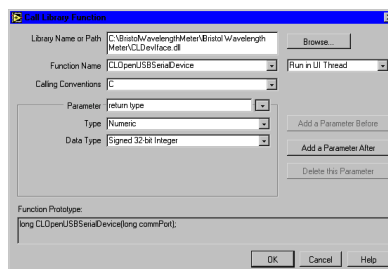 Call Library Function
Library Name or Path C:\BristolWavelengthMeter\Bristol Wavelength Meter\CLDevIface.dll Browse...
Function Name CLOpenUSBSerialDevice Run in UI Thread
Calling Conventions C
Parameter return type
Type Numeric Add a Parameter Before
Data Type Signed 32-bit Integer Add a Parameter After
Delete this Parameter
Function Prototype:
long CLOpenUSBSerialDevice(long commPort);
OK Cancel Help